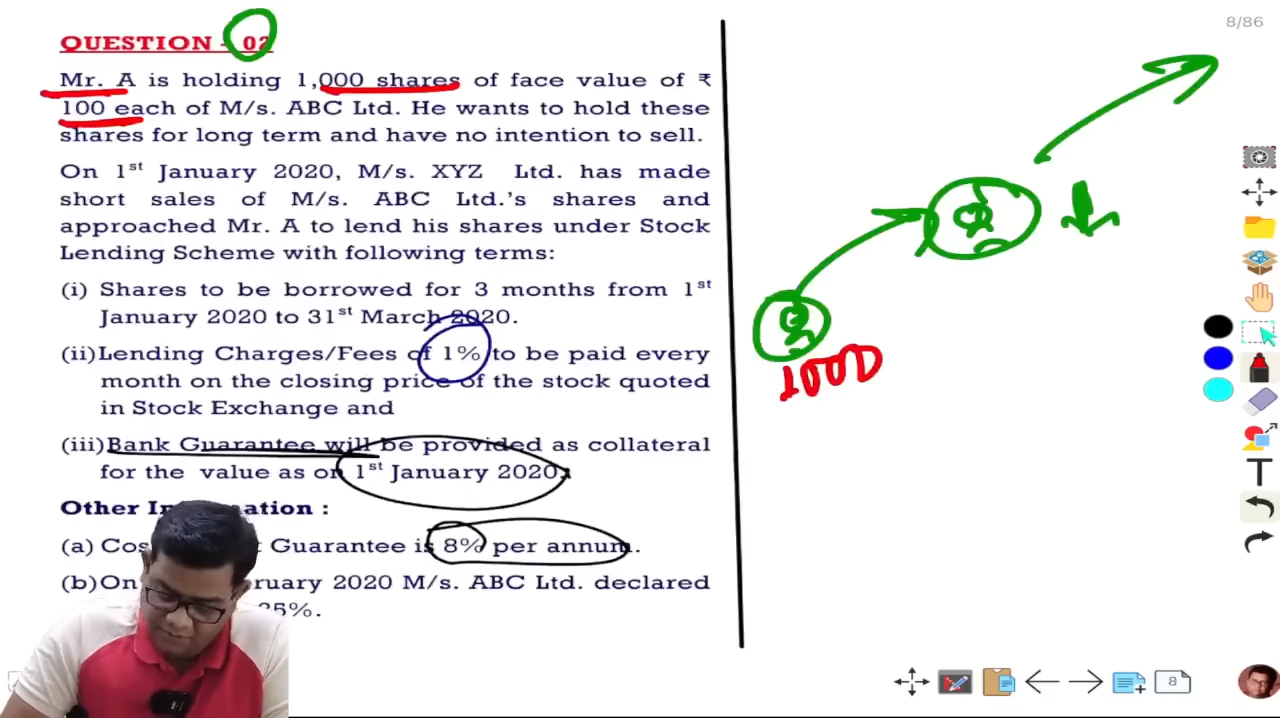 8/86
QUESTION - 02
Mr. A is holding 1,000 shares of face value of ₹
100 each of M/s. ABC Ltd. He wants to hold these
shares for long term and have no intention to sell.
On 1st January 2020, M/s. XYZ Ltd. has made
short sales of M/s. ABC Ltd.'s shares and
approached Mr. A to lend his shares under Stock
Lending Scheme with following terms:
(i) Shares to be borrowed for 3 months from 1st
January 2020 to 31st March 2020.
(ii) Lending Charges/Fees of 1% to be paid every
month on the closing price of the stock quoted
in Stock Exchange and
(iii) Bank Guarantee will be provided as collateral
for the value as on 1st January 2020.
Other :
(a) Guarantee is 8% per annum.
(b) On 2020 M/s. ABC Ltd. declared
25%.
1000
T
8